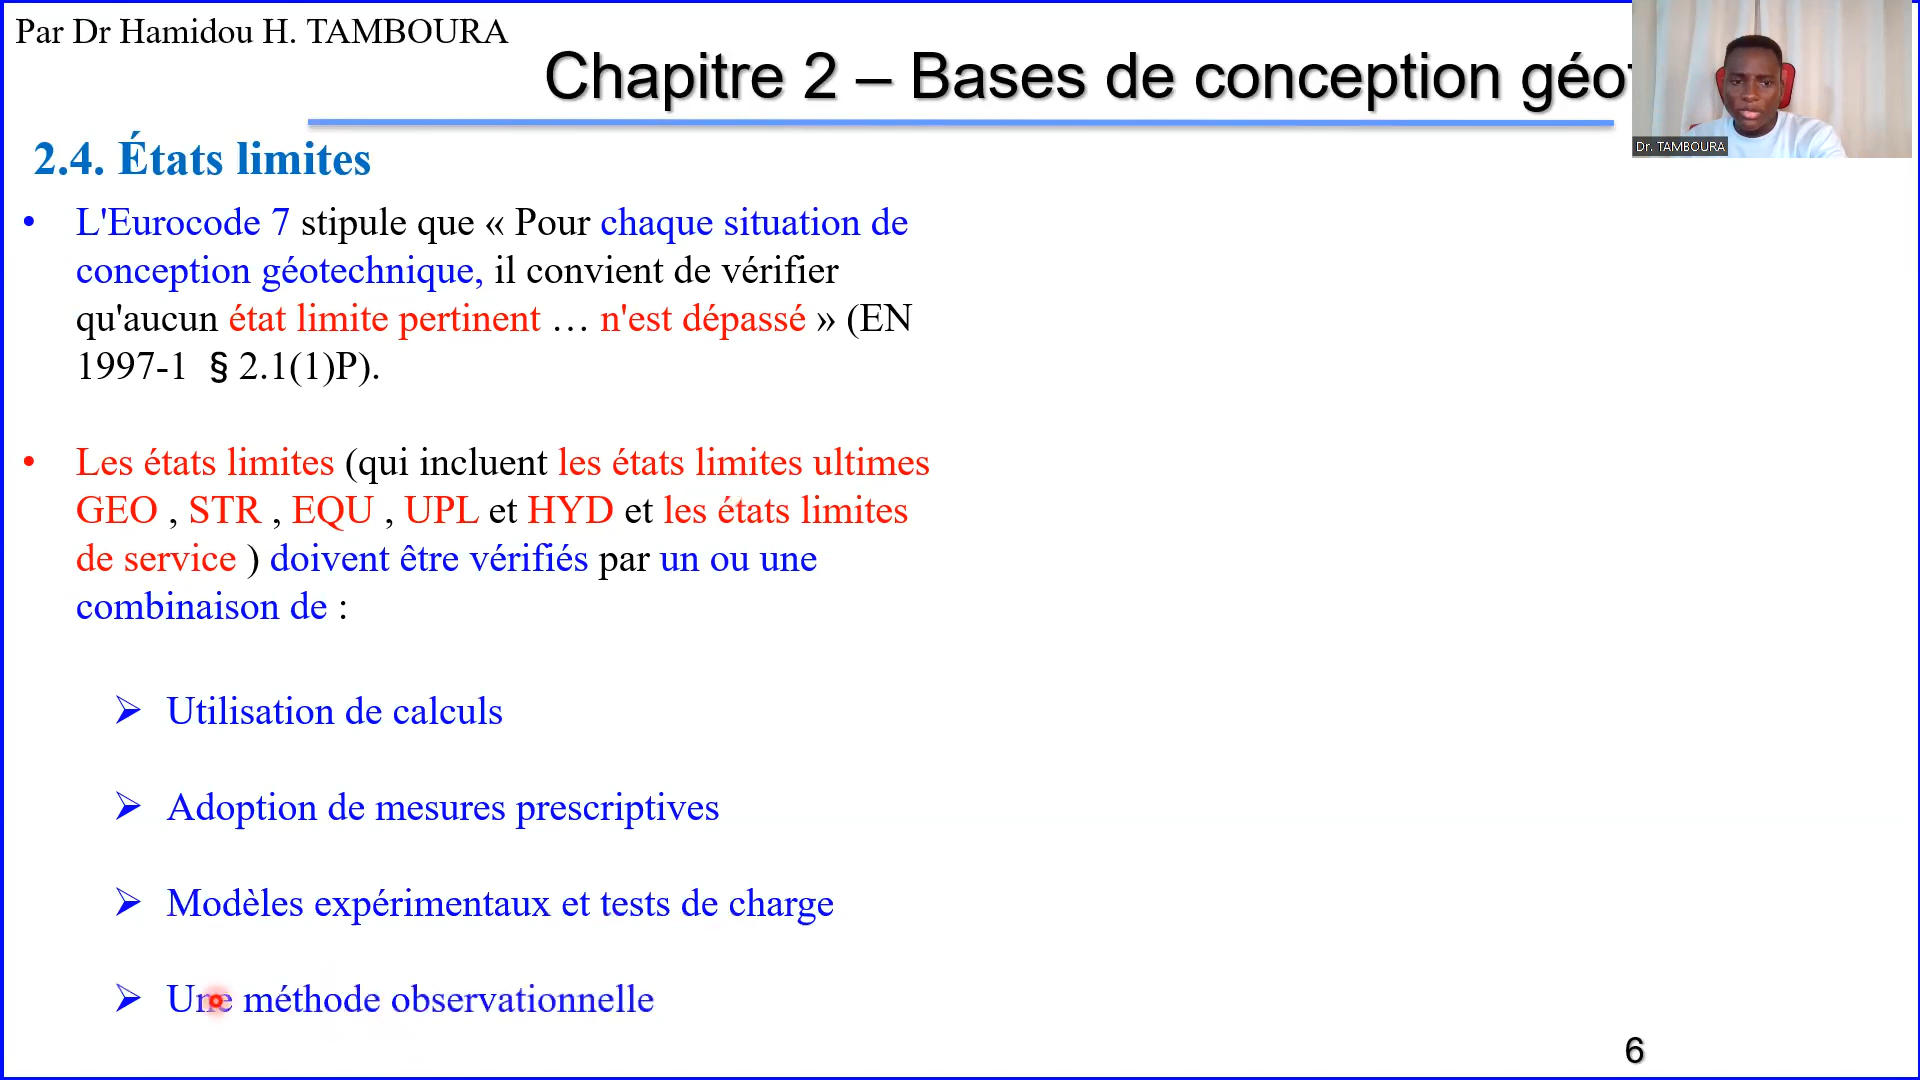 Par Dr Hamidou H. TAMBOURA
Chapitre 2 – Bases de conception géo
Dr. TAMBOURA
2.4. États limites
• L'Eurocode 7 stipule que « Pour chaque situation de
conception géotechnique, il convient de vérifier
qu'aucun état limite pertinent … n'est dépassé » (EN
1997-1 § 2.1(1)P).
• Les états limites (qui incluent les états limites ultimes
GEO , STR , EQU , UPL et HYD et les états limites
de service ) doivent être vérifiés par un ou une
combinaison de :
➢ Utilisation de calculs
➢ Adoption de mesures prescriptives
➢ Modèles expérimentaux et tests de charge
➢ Une méthode observationnelle
6